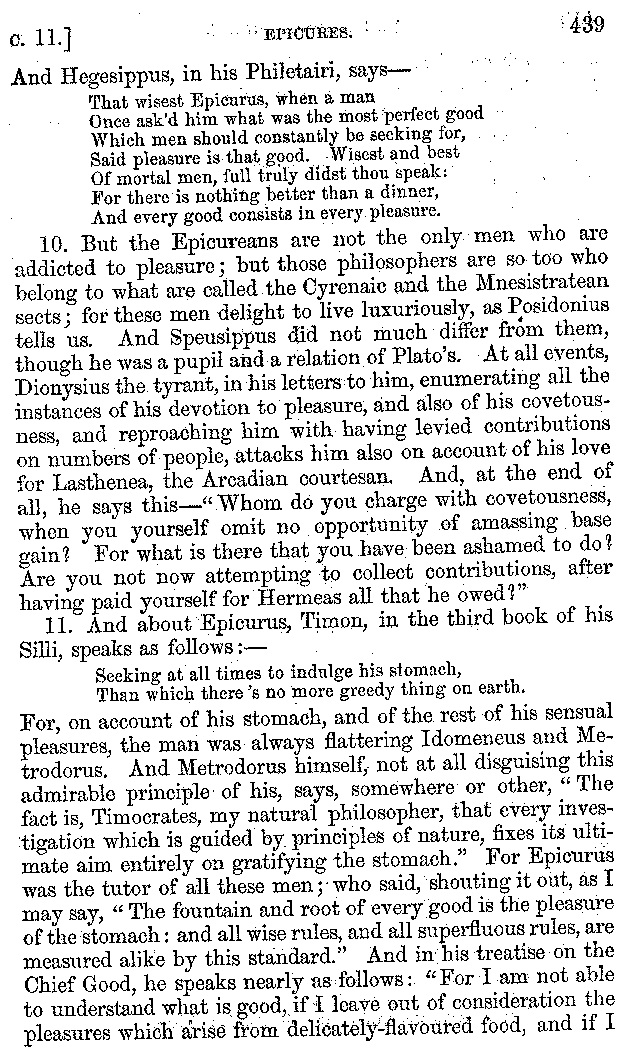 c. 11.] EPICURES. 439
And Hegesippus, in his Philetairi, says—
That wisest Epicurus, when a man
Once ask'd him what was the most perfect good
Which men should constantly be seeking for,
Said pleasure is that good. Wisest and best
Of mortal men, full truly didst thou speak:
For there is nothing better than a dinner,
And every good consists in every pleasure.
10. But the Epicureans are not the only men who are
addicted to pleasure; but those philosophers are so too who
belong to what are called the Cyrenaic and the Mnesistratean
sects; for these men delight to live luxuriously, as Posidonius
tells us. And Speusippus did not much differ from them,
though he was a pupil and a relation of Plato's. At all events,
Dionysius the tyrant, in his letters to him, enumerating all the
instances of his devotion to pleasure, and also of his covetous-
ness, and reproaching him with having levied contributions
on numbers of people, attacks him also on account of his love
for Lasthenea, the Arcadian courtesan. And, at the end of
all, he says this—"Whom do you charge with covetousness,
when you yourself omit no opportunity of amassing base
gain? For what is there that you have been ashamed to do?
Are you not now attempting to collect contributions, after
having paid yourself for Hermeas all that he owed?"
11. And about Epicurus, Timon, in the third book of his
Silli, speaks as follows:—
Seeking at all times to indulge his stomach,
Than which there's no more greedy thing on earth.
For, on account of his stomach, and of the rest of his sensual
pleasures, the man was always flattering Idomeneus and Me-
trodorus. And Metrodorus himself, not at all disguising this
admirable principle of his, says, somewhere or other, "The
fact is, Timocrates, my natural philosopher, that every inves-
tigation which is guided by principles of nature, fixes its ulti-
mate aim entirely on gratifying the stomach." For Epicurus
was the tutor of all these men; who said, shouting it out, as I
may say, "The fountain and root of every good is the pleasure
of the stomach: and all wise rules, and all superfluous rules, are
measured alike by this standard." And in his treatise on the
Chief Good, he speaks nearly as follows: "For I am not able
to understand what is good, if I leave out of consideration the
pleasures which arise from delicately-flavoured food, and if I